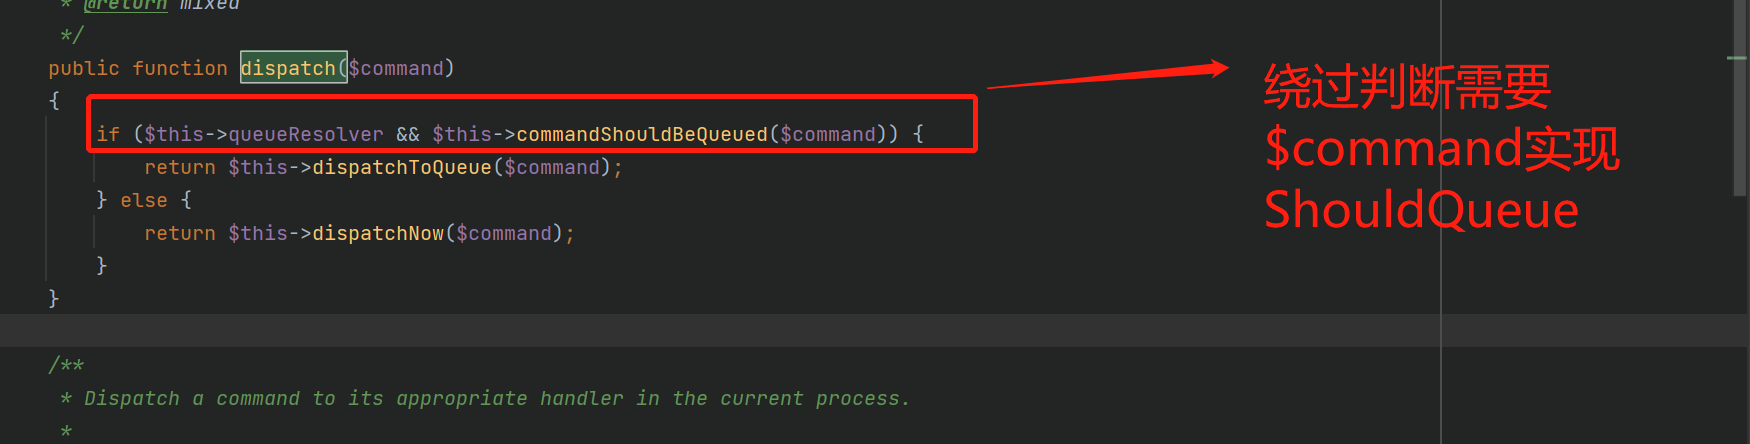 * @return mixed
*/
public function dispatch($command)
{
if ($this->queueResolver && $this->commandShouldBeQueued($command)) {
return $this->dispatchToQueue($command);
} else {
return $this->dispatchNow($command);
}
}
/**
* Dispatch a command to its appropriate handler in the current process.
*
绕过判断需要
$command实现
ShouldQueue